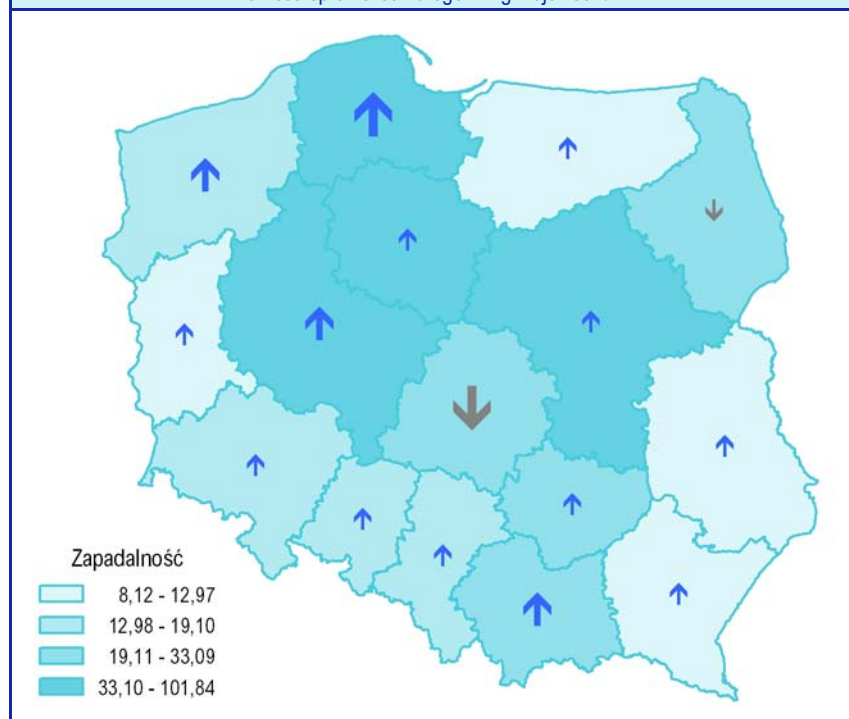 Zapadalność
8,12 - 12,97
12,98 - 19,10
19,11 - 33,09
33,10 - 101,84